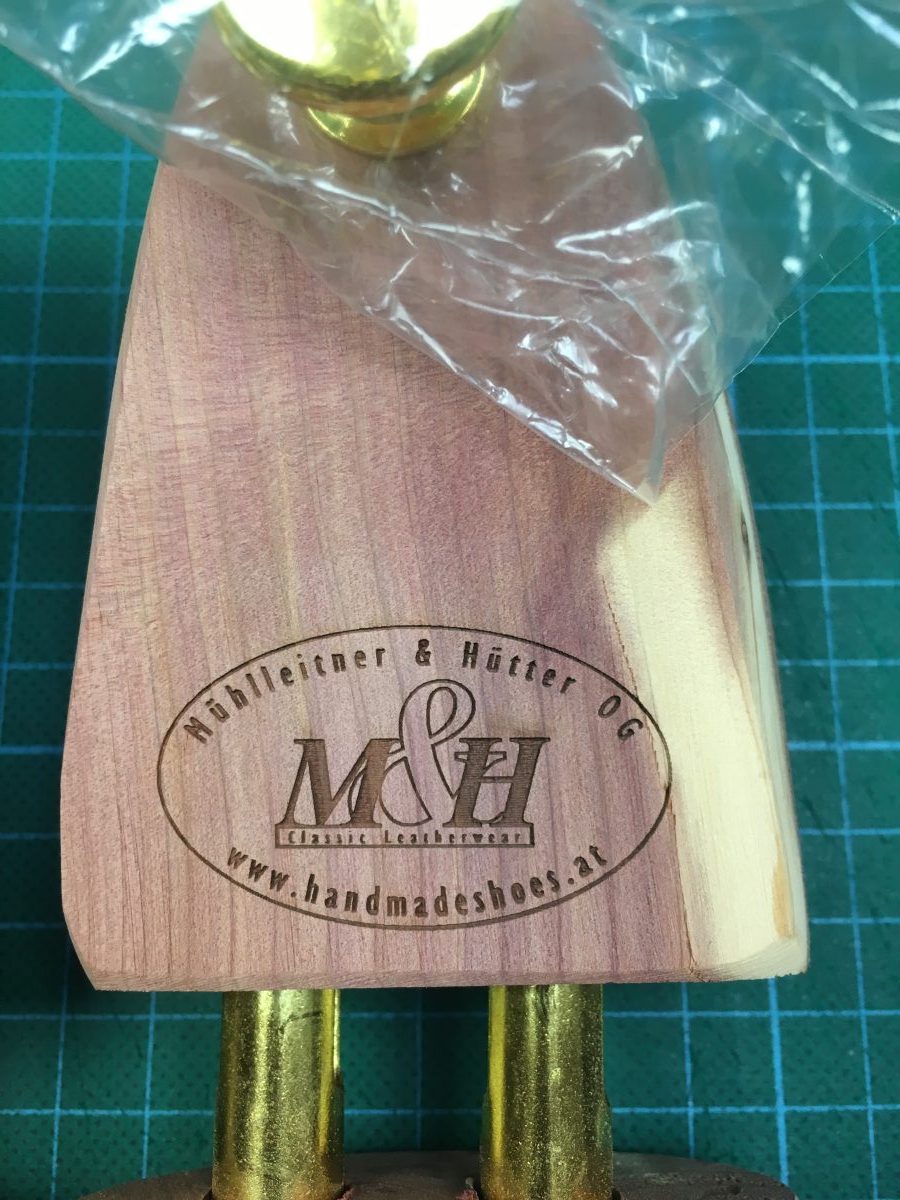 Mühlleitner & Hütter OG
M&H
Classic Leatherwear
www.handmadeshoes.at